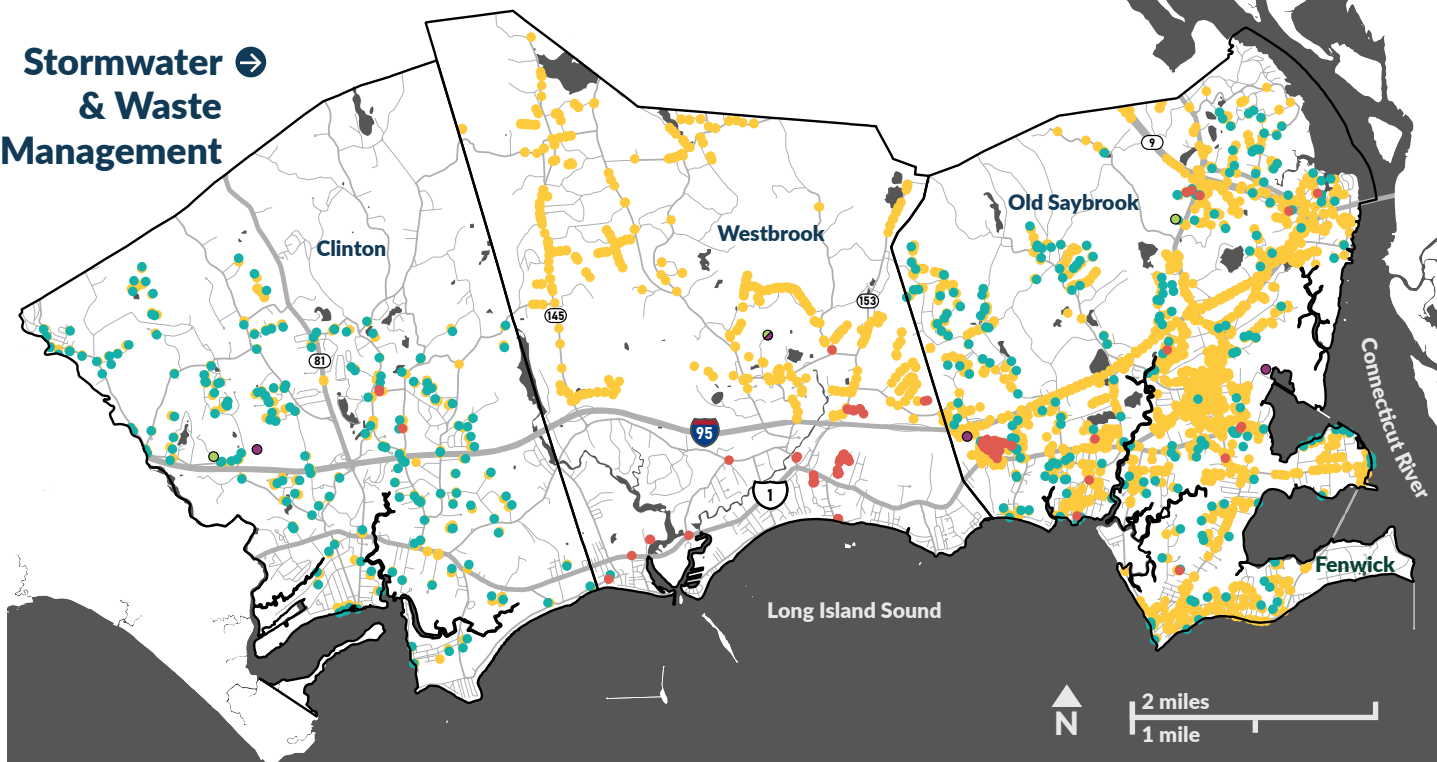 Stormwater
& Waste
Management
Clinton
Westbrook
Old Saybrook
9
145
153
81
95
1
Connecticut River
Fenwick
Long Island Sound
N
2 miles
1 mile